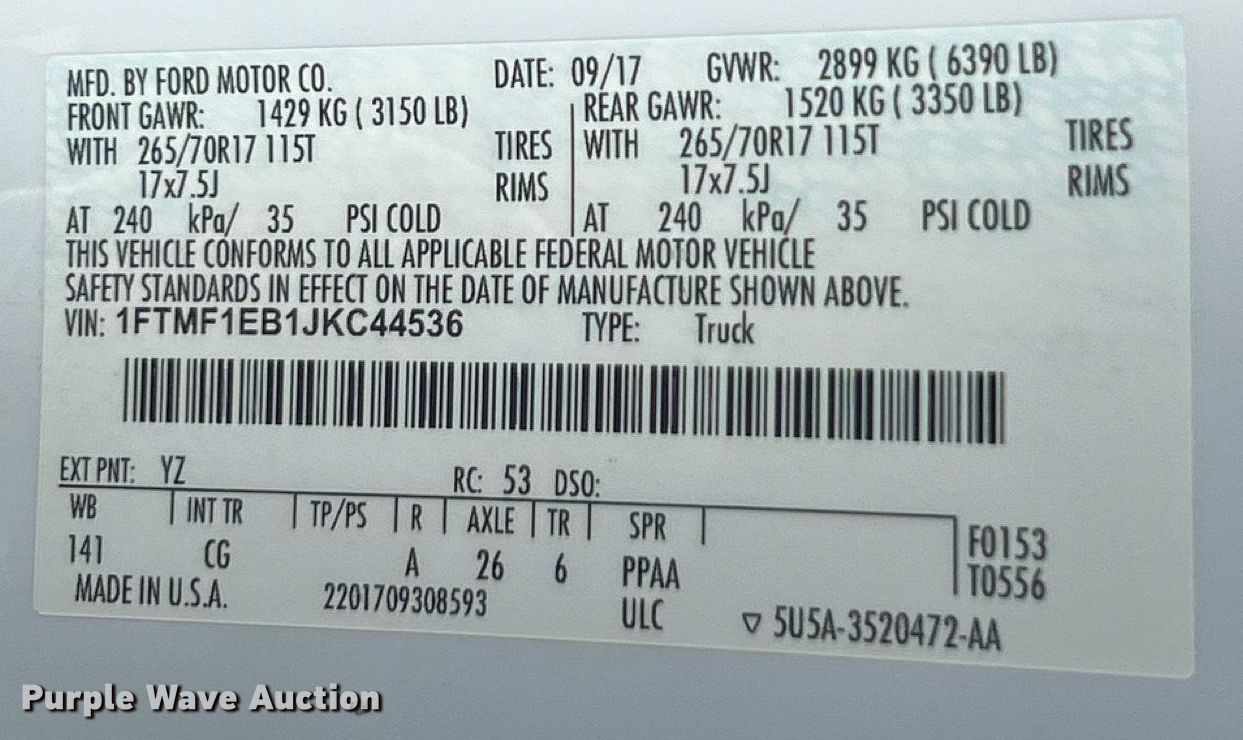 MFD. BY FORD MOTOR CO. DATE: 09/17 GVWR: 2899 KG ( 6390 LB)
FRONT GAWR: 1429 KG ( 3150 LB) REAR GAWR: 1520 KG ( 3350 LB)
WITH 265/70R17 115T TIRES WITH 265/70R17 115T TIRES
17x7.5J RIMS 17x7.5J RIMS
AT 240 kPa/ 35 PSI COLD AT 240 kPa/ 35 PSI COLD
THIS VEHICLE CONFORMS TO ALL APPLICABLE FEDERAL MOTOR VEHICLE
SAFETY STANDARDS IN EFFECT ON THE DATE OF MANUFACTURE SHOWN ABOVE.
VIN: 1FTMF1EB1JKC44536 TYPE: Truck
EXT PNT: YZ RC: 53 DSO:
WB INT TR TP/PS R AXLE TR SPR F0153
141 CG A 26 6 PPAA T0556
MADE IN U.S.A. 2201709308593 ULC ▽ 5U5A-3520472-AA
Purple Wave Auction